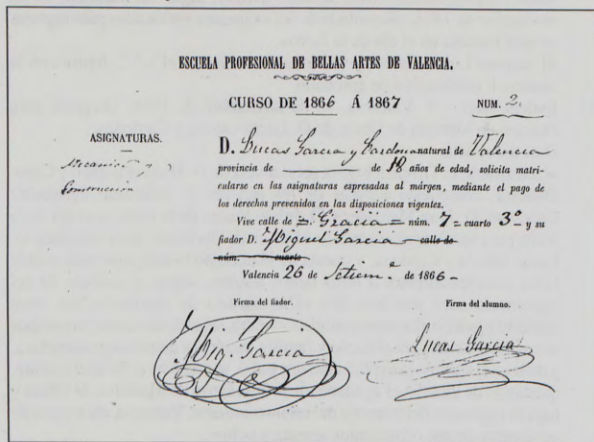 ESCUELA PROFESIONAL DE BELLAS ARTES DE VALENCIA.
CURSO DE 1866 Á 1867
NUM. 2.
ASIGNATURAS.
Mecanica y
Construcción
D. Lucas Garcia y Cardona natural de Valencia
provincia de de 18 años de edad, solicita matri-
cularse en las asignaturas espresadas al márgen, mediante el pago de
los derechos prevenidos en las disposiciones vigentes.
Vive calle de = Gracia = núm. 7 = cuarto 3º y su
fiador D. Miguel Garcia calle de
núm. cuarto
Valencia 26 de Setiem.e de 1866 -
Firma del fiador.
Firma del alumno.
Mig. Garcia
Lucas Garcia